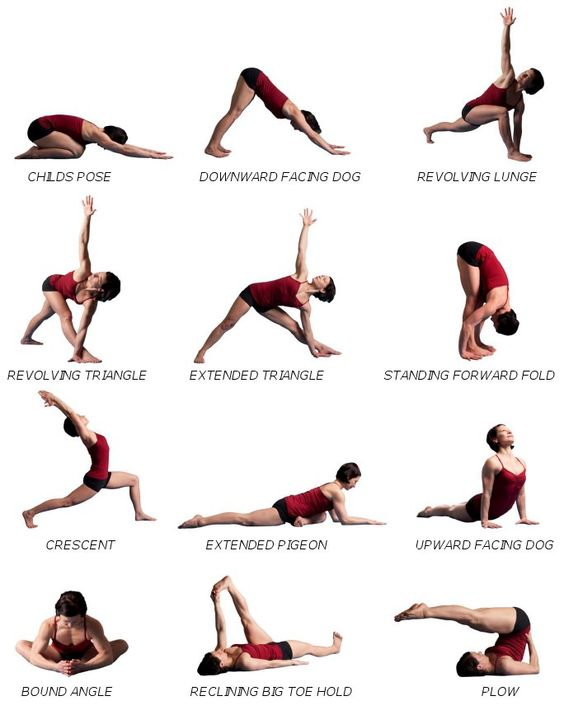 CHILDS POSE
DOWNWARD FACING DOG
REVOLVING LUNGE
REVOLVING TRIANGLE
EXTENDED TRIANGLE
STANDING FORWARD FOLD
CRESCENT
EXTENDED PIGEON
UPWARD FACING DOG
BOUND ANGLE
RECLINING BIG TOE HOLD
PLOW